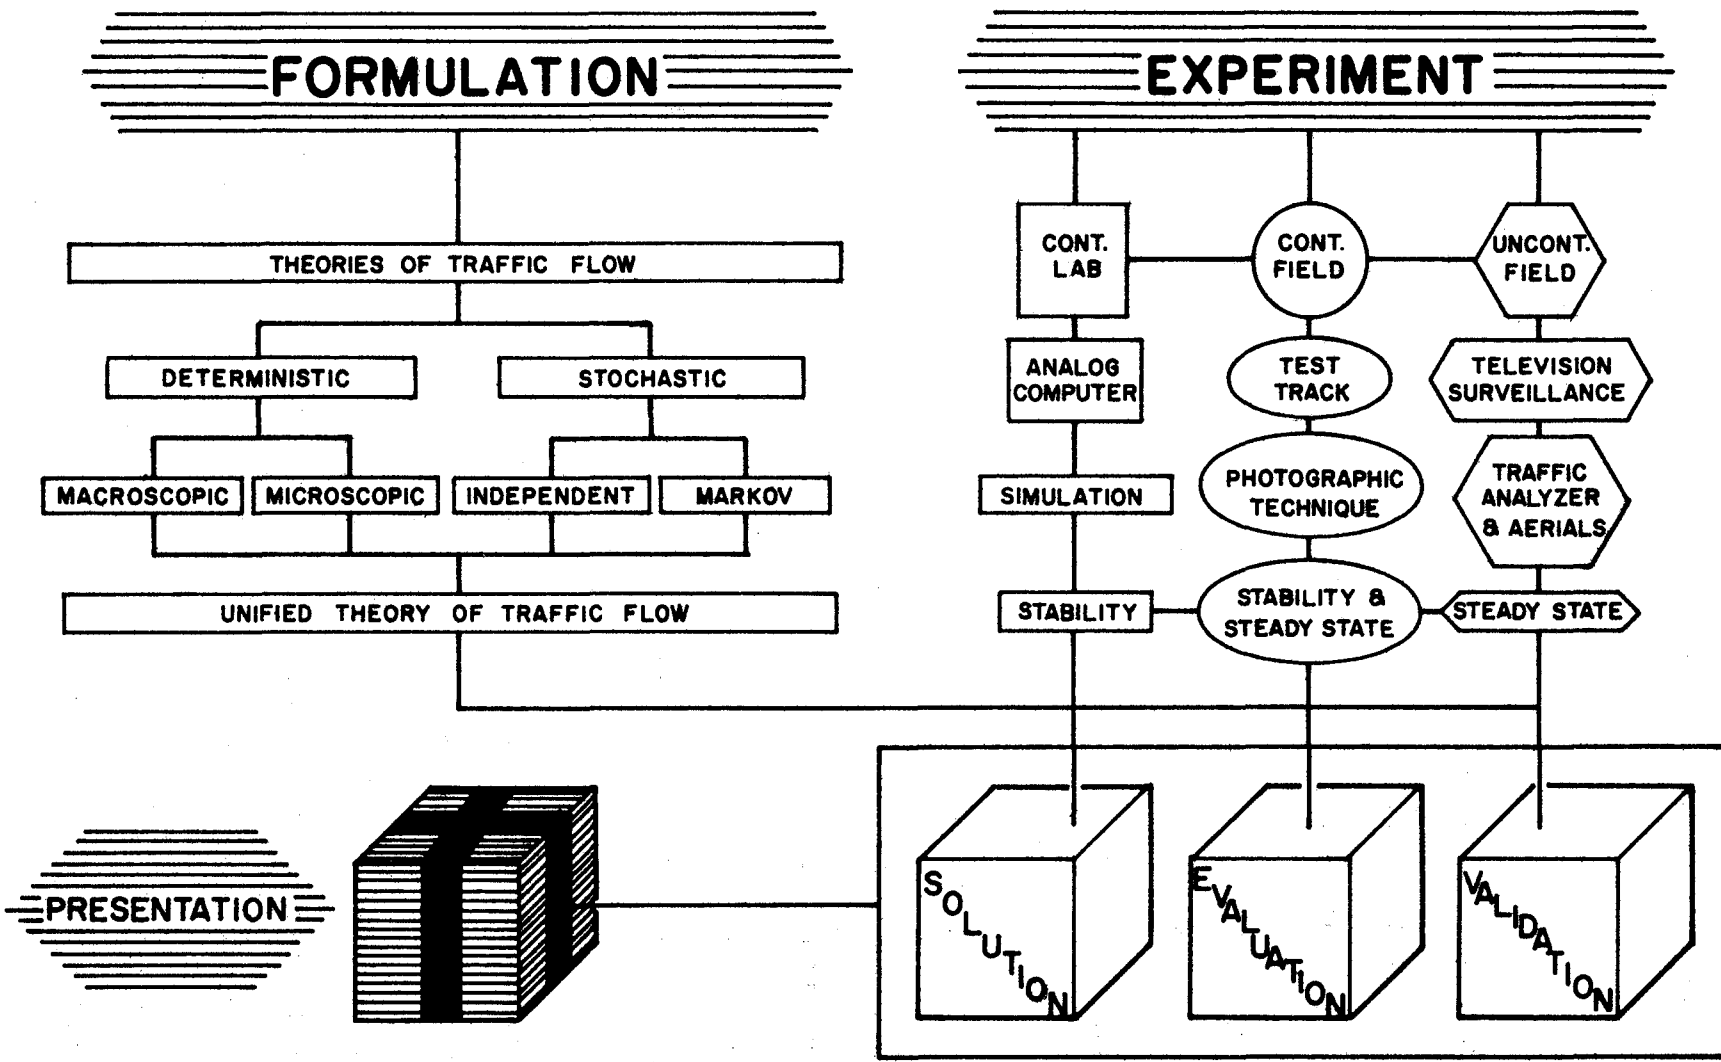 FORMULATION
THEORIES OF TRAFFIC FLOW
DETERMINISTIC
STOCHASTIC
MACROSCOPIC
MICROSCOPIC
INDEPENDENT
MARKOV
UNIFIED THEORY OF TRAFFIC FLOW
EXPERIMENT
CONT.
LAB
CONT.
FIELD
UNCONT.
FIELD
ANALOG
COMPUTER
TEST
TRACK
TELEVISION
SURVEILLANCE
SIMULATION
PHOTOGRAPHIC
TECHNIQUE
TRAFFIC
ANALYZER
& AERIALS
STABILITY
STABILITY &
STEADY STATE
STEADY STATE
PRESENTATION
SOLUTION
EVALUATION
VALIDATION